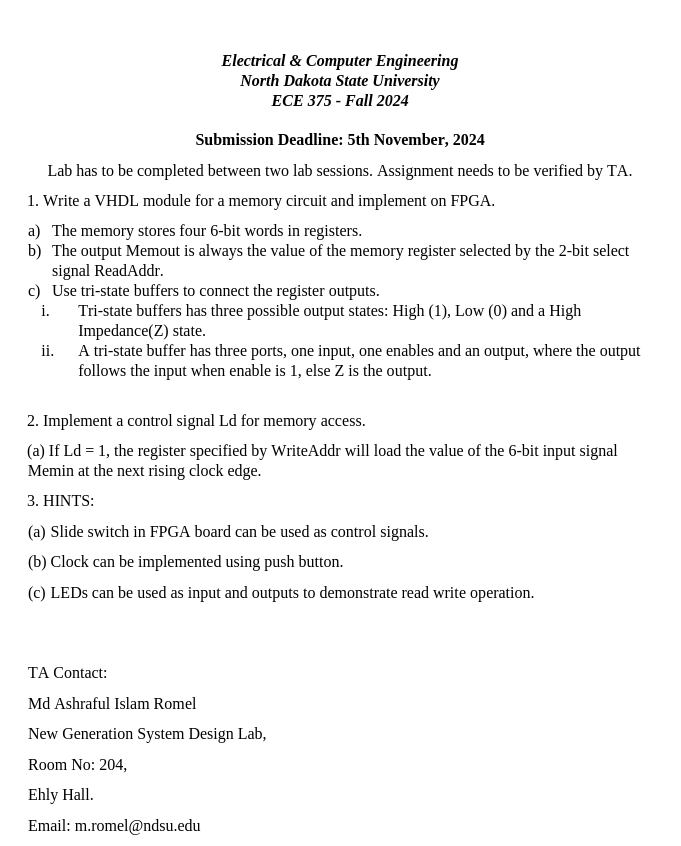 Electrical & Computer Engineering
North Dakota State University
ECE 375 - Fall 2024
Submission Deadline: 5th November, 2024
Lab has to be completed between two lab sessions. Assignment needs to be verified by TA.
1. Write a VHDL module for a memory circuit and implement on FPGA.
a) The memory stores four 6-bit words in registers.
b) The output Memout is always the value of the memory register selected by the 2-bit select
signal ReadAddr.
c) Use tri-state buffers to connect the register outputs.
i. Tri-state buffers has three possible output states: High (1), Low (0) and a High
Impedance(Z) state.
ii. A tri-state buffer has three ports, one input, one enables and an output, where the output
follows the input when enable is 1, else Z is the output.
2. Implement a control signal Ld for memory access.
(a) If Ld = 1, the register specified by WriteAddr will load the value of the 6-bit input signal
Memin at the next rising clock edge.
3. HINTS:
(a) Slide switch in FPGA board can be used as control signals.
(b) Clock can be implemented using push button.
(c) LEDs can be used as input and outputs to demonstrate read write operation.
TA Contact:
Md Ashraful Islam Romel
New Generation System Design Lab,
Room No: 204,
Ehly Hall.
Email: m.romel@ndsu.edu